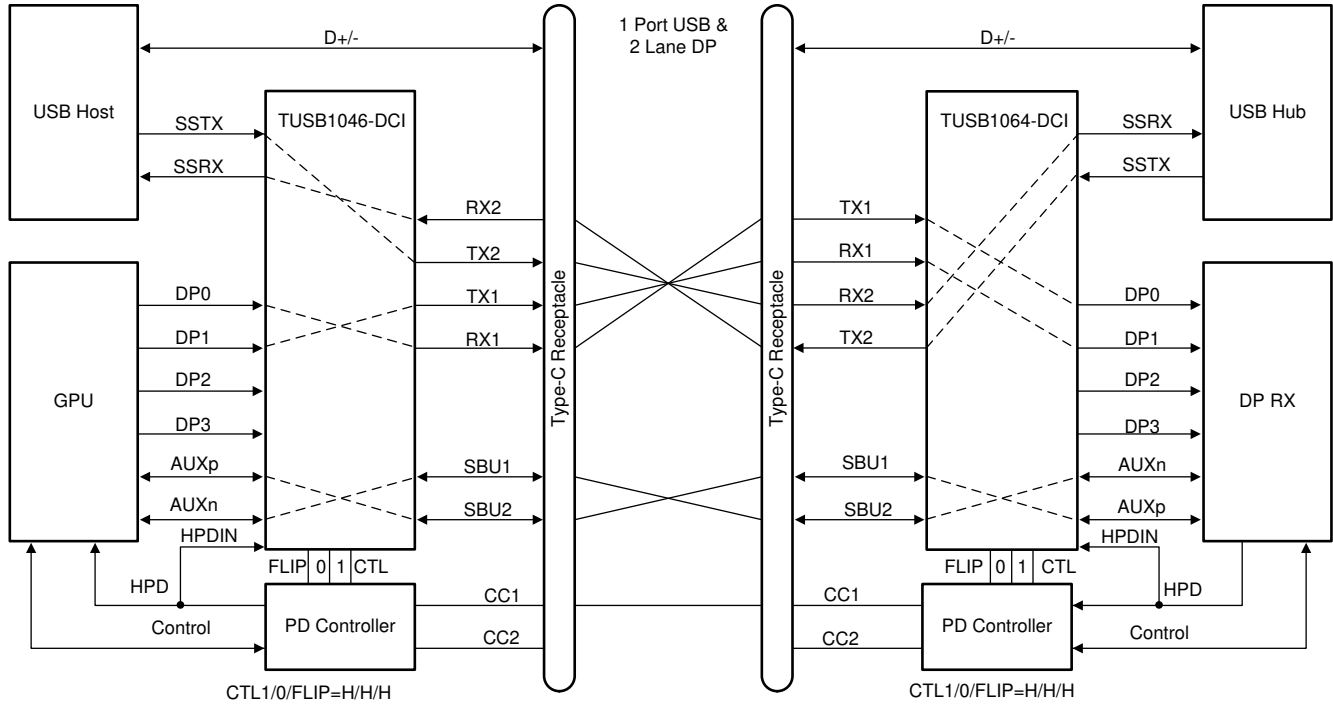 1 Port USB &
2 Lane DP
D+/-
D+/-
USB Host
TUSB1046-DCI
TUSB1064-DCI
USB Hub
SSTX
SSRX
SSRX
SSTX
RX2
TX2
TX1
RX1
TX1
RX1
RX2
TX2
Type-C Receptacle
Type-C Receptacle
GPU
DP0
DP1
DP2
DP3
AUXp
AUXn
HPDIN
SBU1
SBU2
SBU1
SBU2
DP0
DP1
DP2
DP3
AUXn
AUXp
HPDIN
DP RX
FLIP 0 1 CTL
FLIP 0 1 CTL
HPD
Control
PD Controller
CC1
CC2
CC1
CC2
PD Controller
HPD
Control
CTL1/0/FLIP=H/H/H
CTL1/0/FLIP=H/H/H